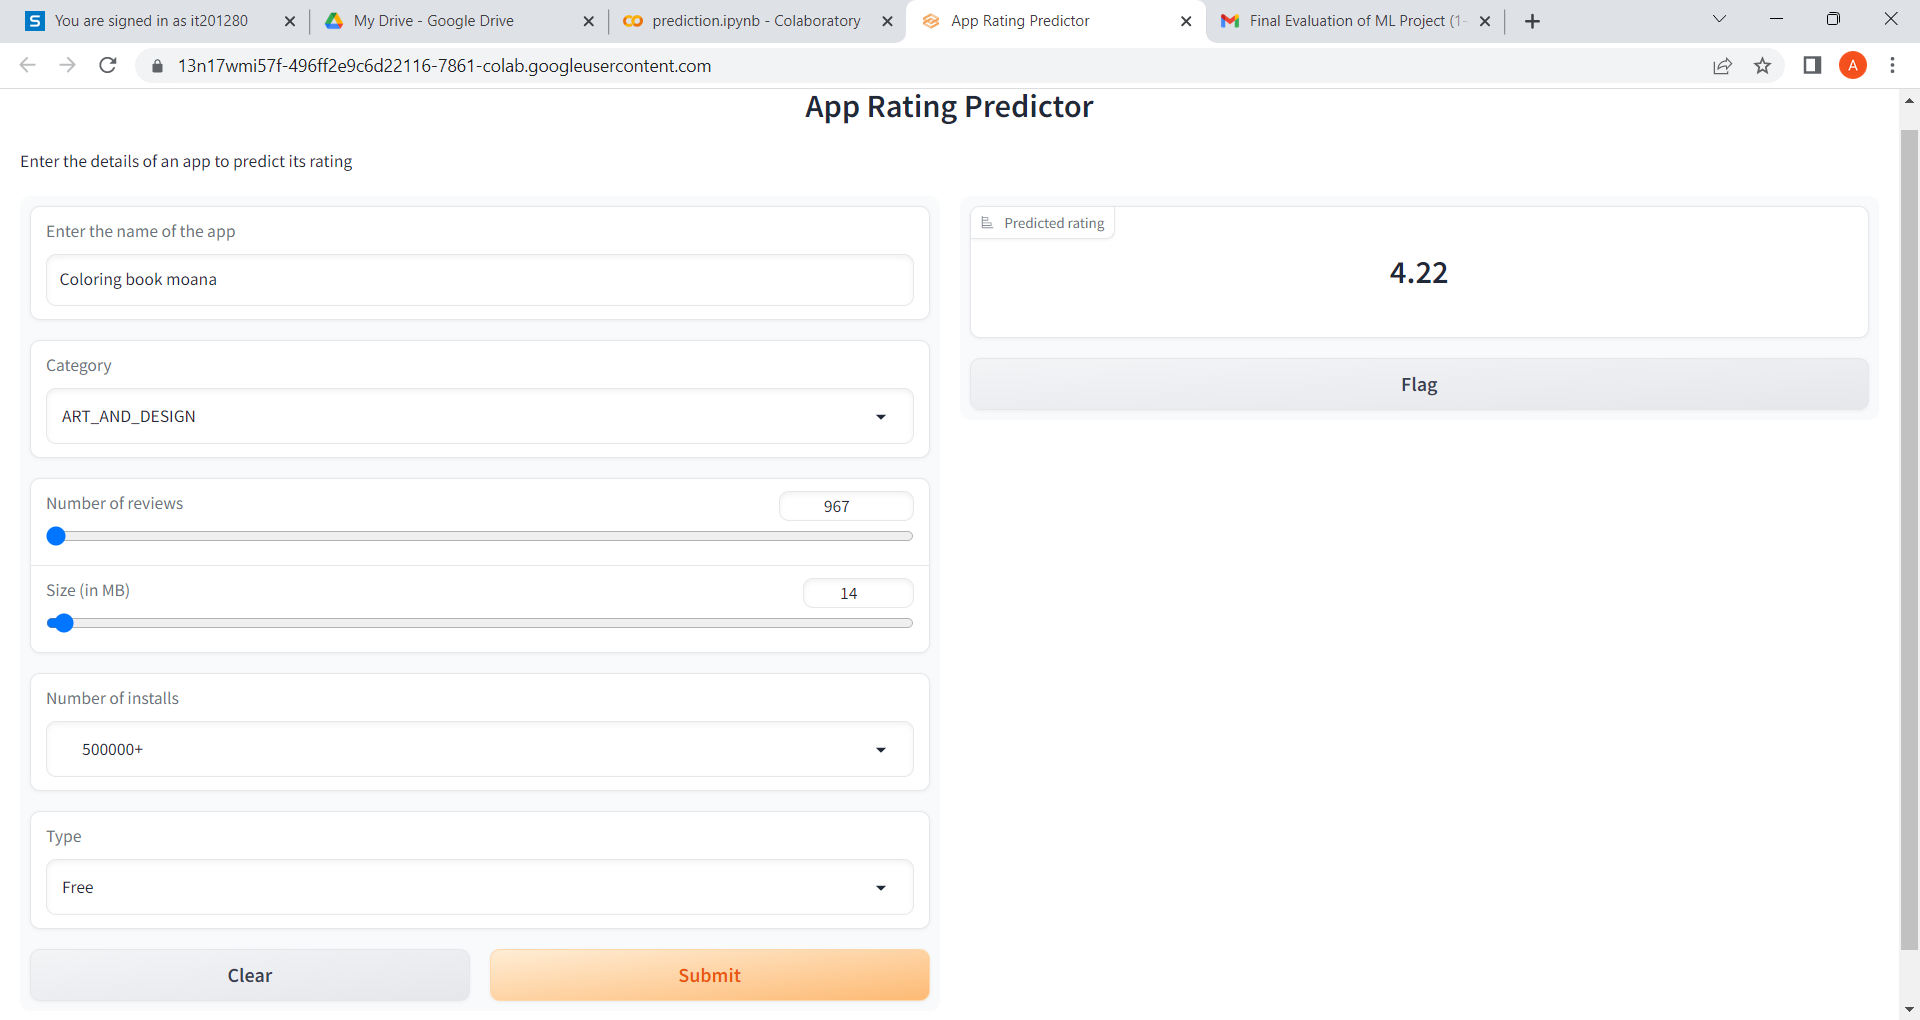 You are signed in as it201280
My Drive - Google Drive
prediction.ipynb - Colaboratory
App Rating Predictor
Final Evaluation of ML Project (1-
13n17wmi57f-496ff2e9c6d22116-7861-colab.googleusercontent.com
A
App Rating Predictor
Enter the details of an app to predict its rating
Enter the name of the app
Coloring book moana
Category
ART_AND_DESIGN
Number of reviews
967
Size (in MB)
14
Number of installs
500000+
Type
Free
Clear
Submit
Predicted rating
4.22
Flag